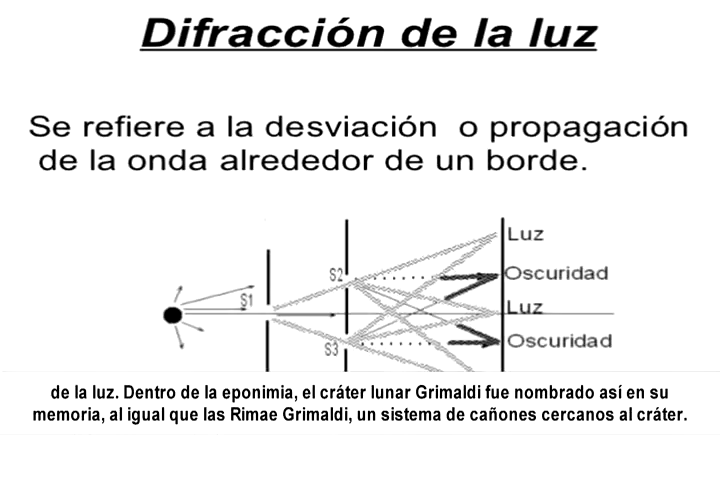 Difracción de la luz
Se refiere a la desviación o propagación
de la onda alrededor de un borde.
Luz
S2
Oscuridad
S1
Luz
S3
Oscuridad
de la luz. Dentro de la eponimia, el cráter lunar Grimaldi fue nombrado así en su
memoria, al igual que las Rimae Grimaldi, un sistema de cañones cercanos al cráter.